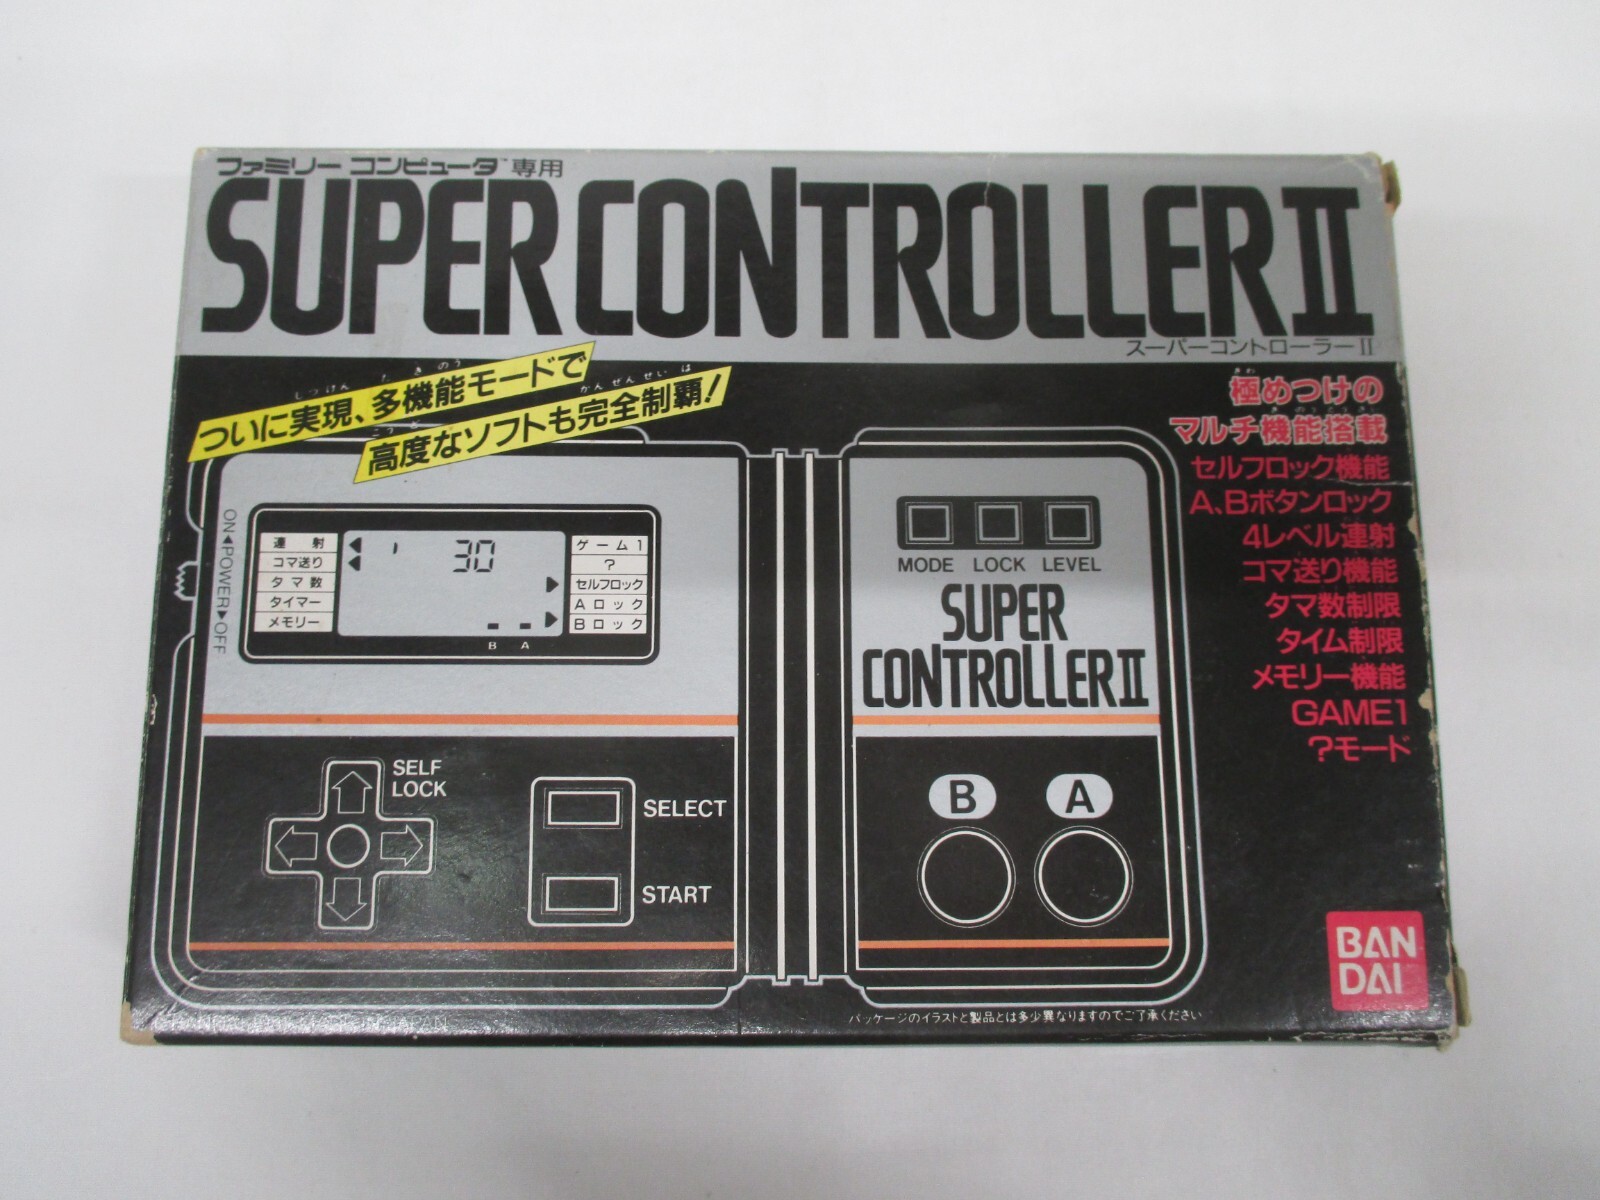 ファミリー コンピュータ™専用
SUPER CONTROLLER II
スーパーコントローラーII
ついに実現、多機能モードで
高度なソフトも完全制覇!
極めつけの
マルチ機能搭載
セルフロック機能
A、Bボタンロック
4レベル連射
コマ送り機能
タマ数制限
タイム制限
メモリー機能
GAME1
?モード
ON◀POWER▶OFF
連射
コマ送り
タマ数
タイマー
メモリー
30
B A
ゲーム1
?
セルフロック
Aロック
Bロック
MODE LOCK LEVEL
SUPER
CONTROLLER II
SELF
LOCK
SELECT
START
B A
BAN
DAI
パッケージのイラストと製品とは多少異なりますのでご了承ください
MADE IN JAPAN